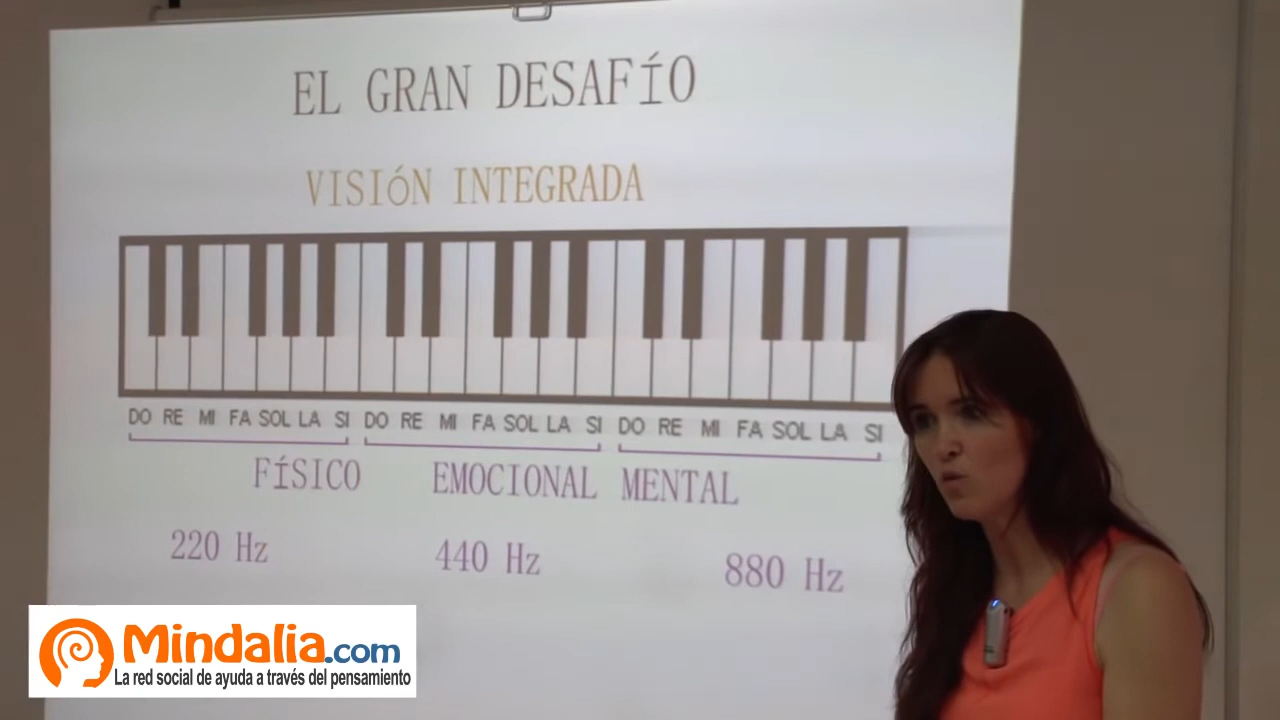 EL GRAN DESAFÍO
VISIÓN INTEGRADA
DO RE MI FA SOL LA SI DO RE MI FA SOL LA SI DO RE MI FA SOL LA SI
FÍSICO EMOCIONAL MENTAL
220 Hz 440 Hz 880 Hz
Mindalia.com
La red social de ayuda a través del pensamiento